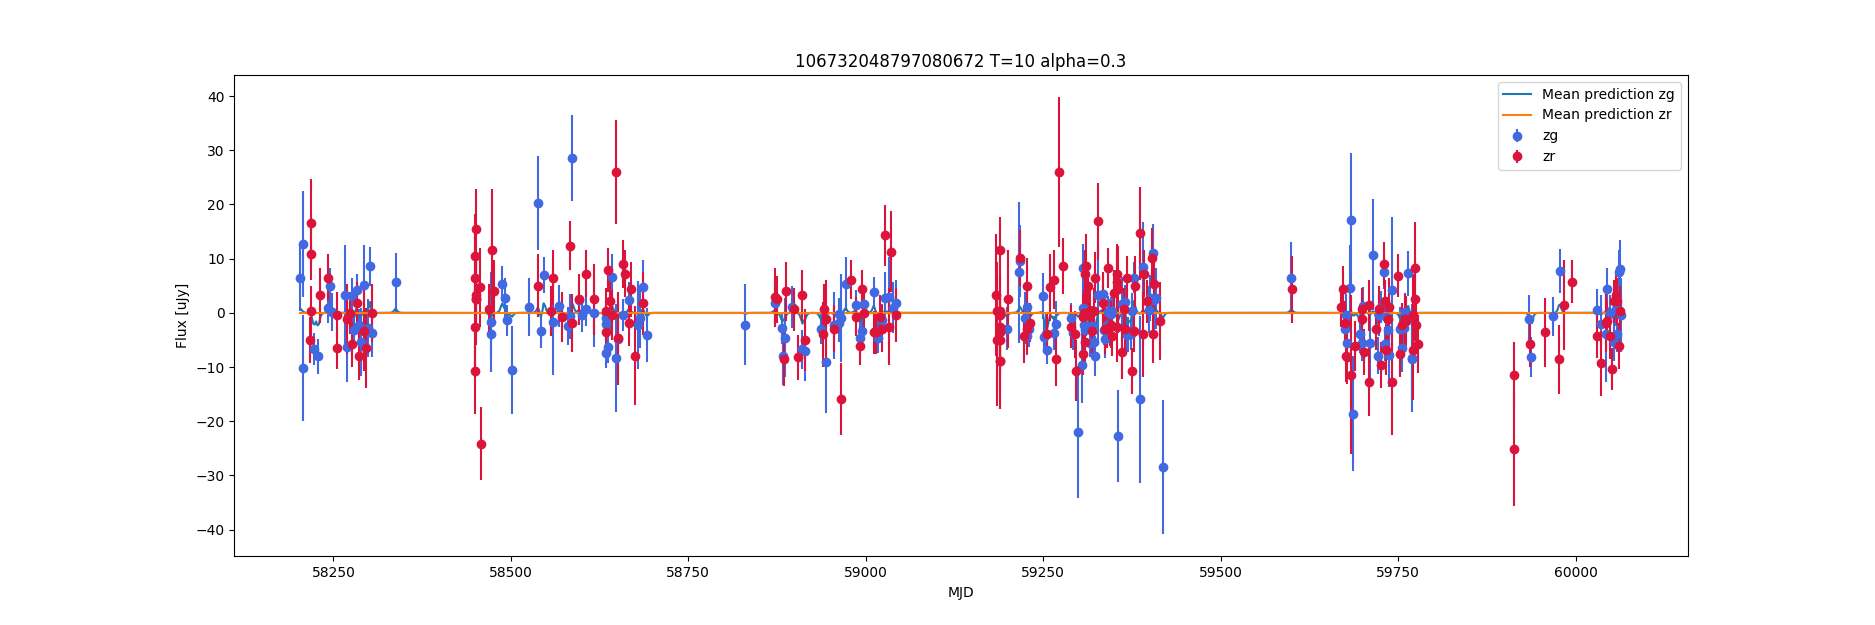 106732048797080672 T=10 alpha=0.3
Mean prediction zg
Mean prediction zr
zg
zr
Flux [uJy]
40
30
20
10
0
−10
−20
−30
−40
58250 58500 58750 59000 59250 59500 59750 60000
MJD